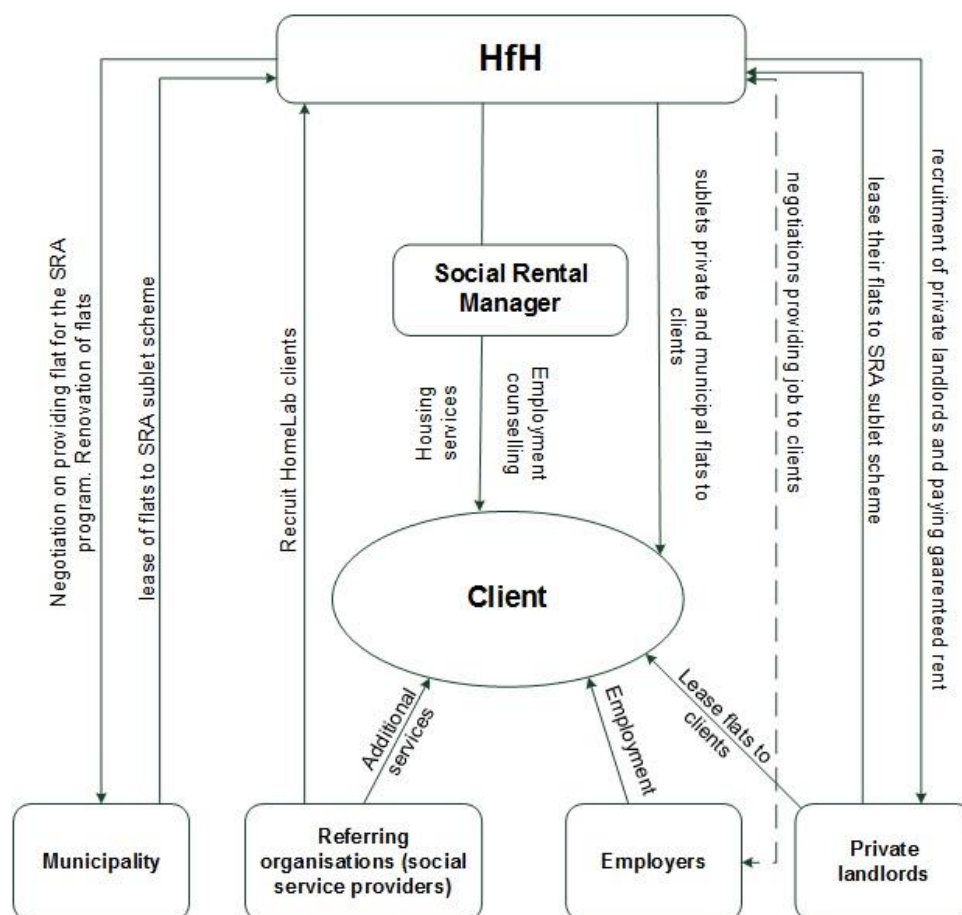 HfH
Negotiation on providing flat for the SRA
program. Renovation of flats
lease of flats to SRA sublet scheme
Recruit HomeLab clients
Social Rental
Manager
Housing
services
Employment
counselling
sublets private and municipal flats to
clients
negotiations providing job to clients
lease their flats to SRA sublet scheme
recruitment of private landlords and paying gaarenteed rent
Client
Additional
services
Employment
Lease flats to
clients
Municipality
Referring
organisations (social
service providers)
Employers
Private
landlords